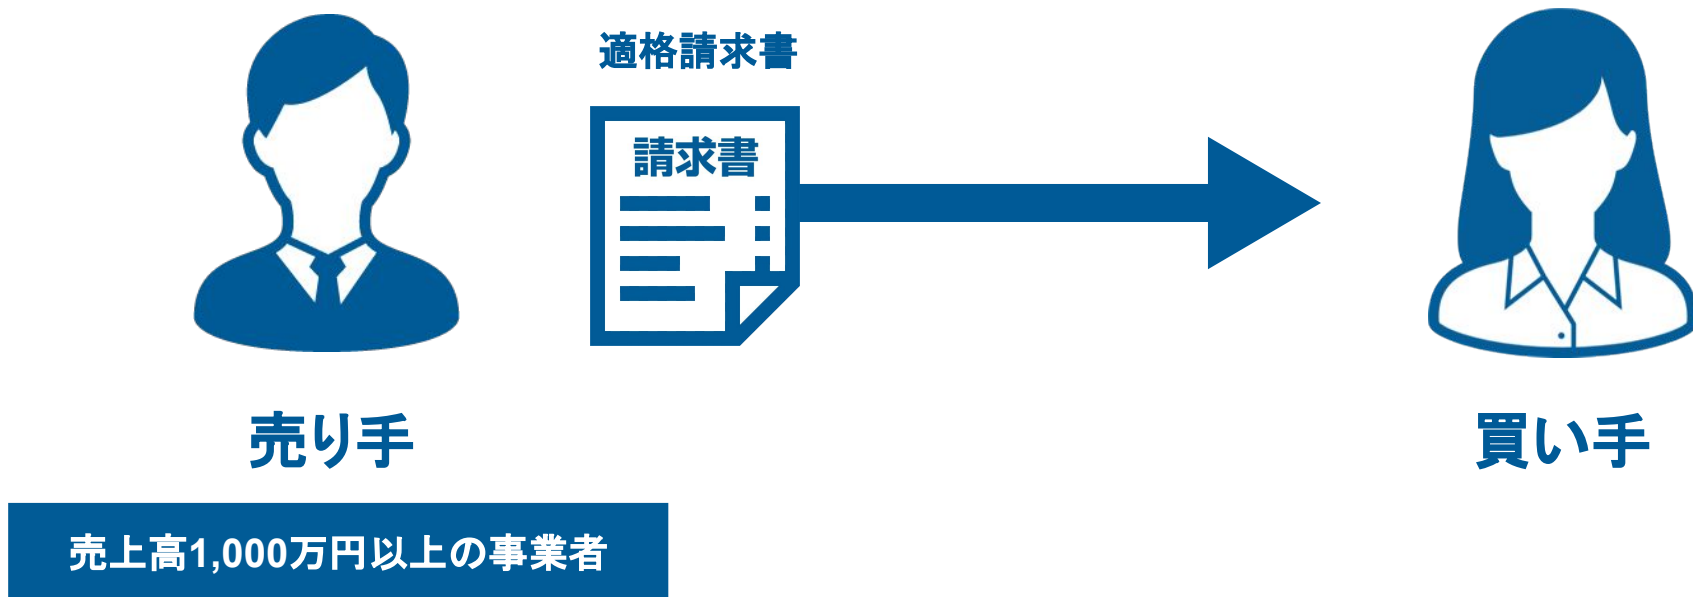 適格請求書
請求書
売り手
買い手
売上高1,000万円以上の事業者